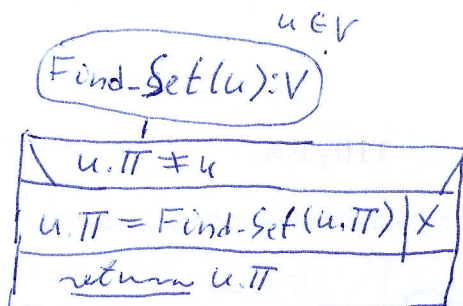 u ∈ V
Find-Set(u):V
u.π ≠ u
u.π = Find-Set(u.π) | X
return u.π